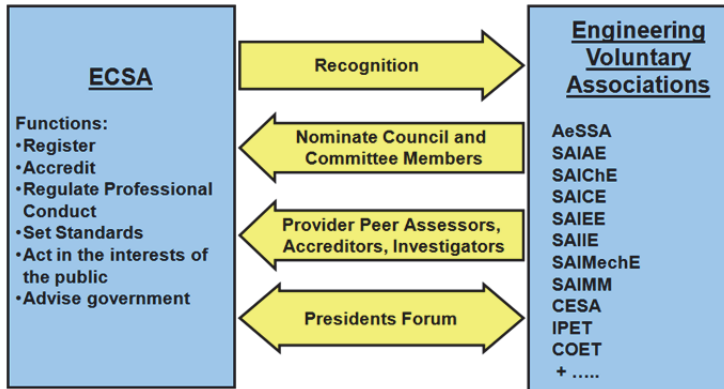 ECSA
Functions:
•Register
•Accredit
•Regulate Professional
Conduct
•Set Standards
•Act in the interests of
the public
•Advise government
Recognition
Nominate Council and
Committee Members
Provider Peer Assessors,
Accreditors, Investigators
Presidents Forum
Engineering
Voluntary
Associations
AeSSA
SAIAE
SAIChE
SAICE
SAIEE
SAIIE
SAIMechE
SAIMM
CESA
IPET
COET
+ .....